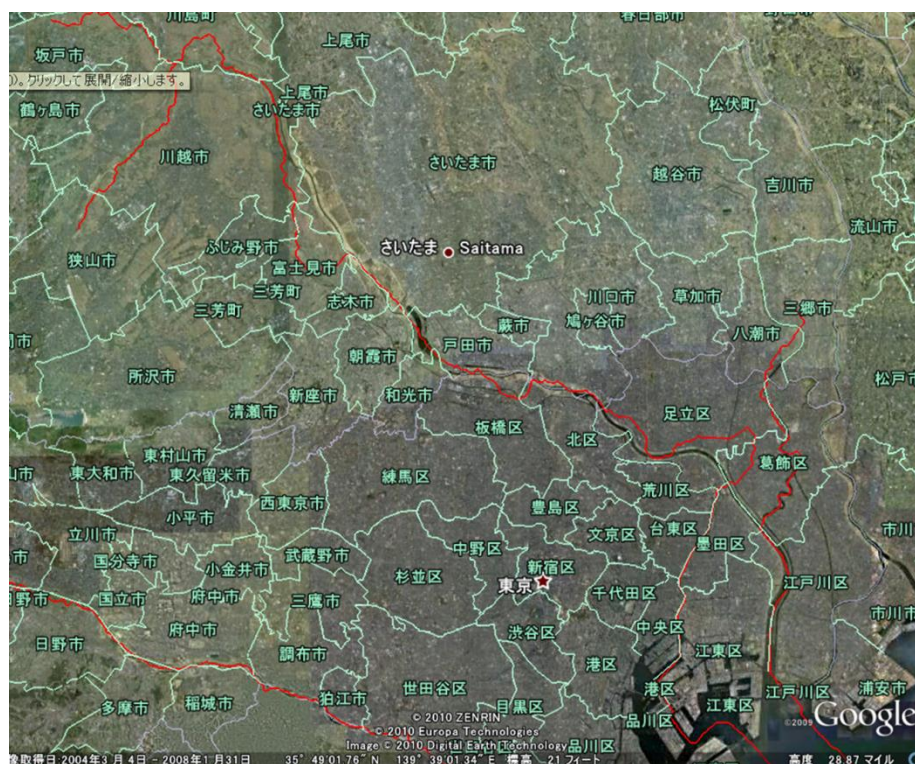 川島町
春日部市
坂戸市
上尾市
0)。クリックして展開/縮小します。
上尾市
鶴ヶ島市
さいたま市
松伏町
川越市
さいたま市
越谷市
吉川市
流山市
ふじみ野市
さいたま
Saitama
狭山市
富士見市
三芳町
志木市
川口市
草加市
三芳町
三郷市
蕨市
鳩ヶ谷市
八潮市
戸田市
朝霞市
所沢市
松戸市
新座市
和光市
清瀬市
足立区
板橋区
北区
東村山市
葛飾区
東大和市
東久留米市
練馬区
荒川区
西東京市
豊島区
小平市
台東区
文京区
立川市
墨田区
市川
武蔵野市
中野区
国分寺市
小金井市
杉並区
新宿区
東京
江戸川区
千代田区
国立市
府中市
三鷹市
日野市
市川市
府中市
中央区
渋谷区
日野市
調布市
江東区
港区
世田谷区
港区
狛江市
江戸川区
浦安市
稲城市
多摩市
目黒区
江東区
品川区
© 2010 ZENRIN
© 2010 Europa Technologies
Image © 2010 Digital Earth Technology
©2009 Google
品川区
像取得日:2004年3月4日 - 2008年1月31日 35°49'01.76" N 139°39'01.34" E 標高 21 フィート 高度 28.87 マイル